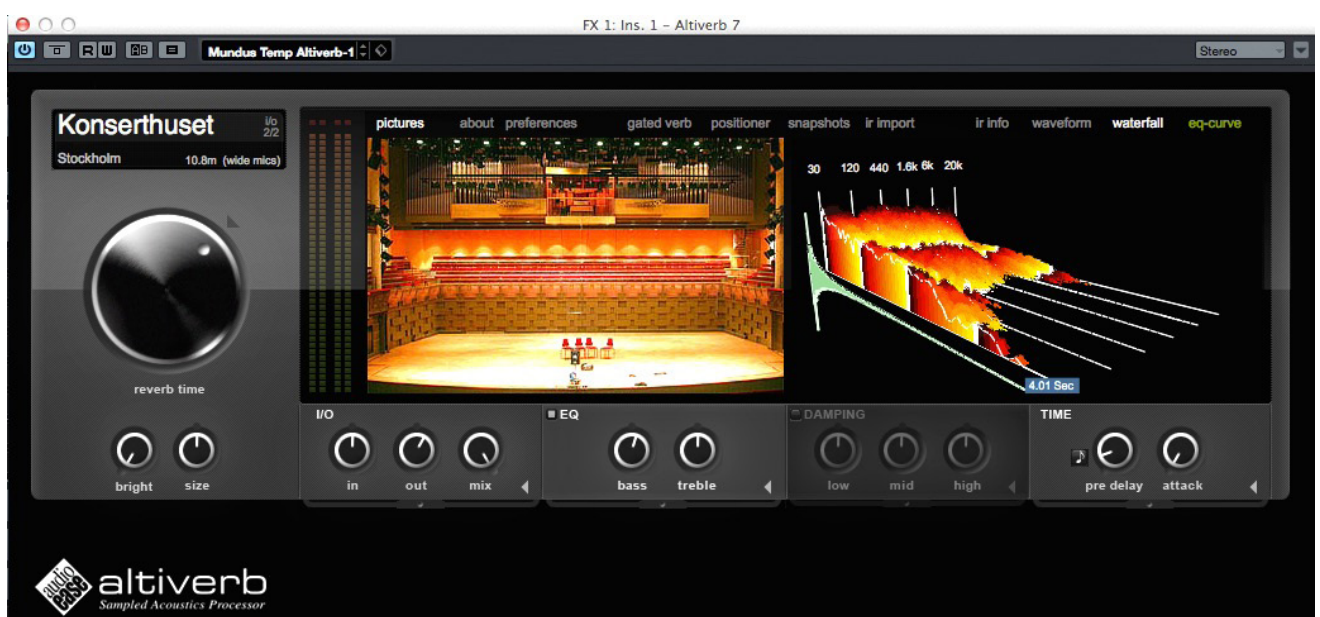 FX 1: Ins. 1 – Altiverb 7
R W AB Mundus Temp Altiverb-1 Stereo
Konserthuset i/o 2/2
Stockholm 10.8m (wide mics)
pictures about preferences gated verb positioner snapshots ir import ir info waveform waterfall eq-curve
30 120 440 1.6k 6k 20k
4.01 Sec
reverb time
I/O EQ DAMPING TIME
bright size in out mix bass treble low mid high pre delay attack
audio ease
altiverb
Sampled Acoustics Processor